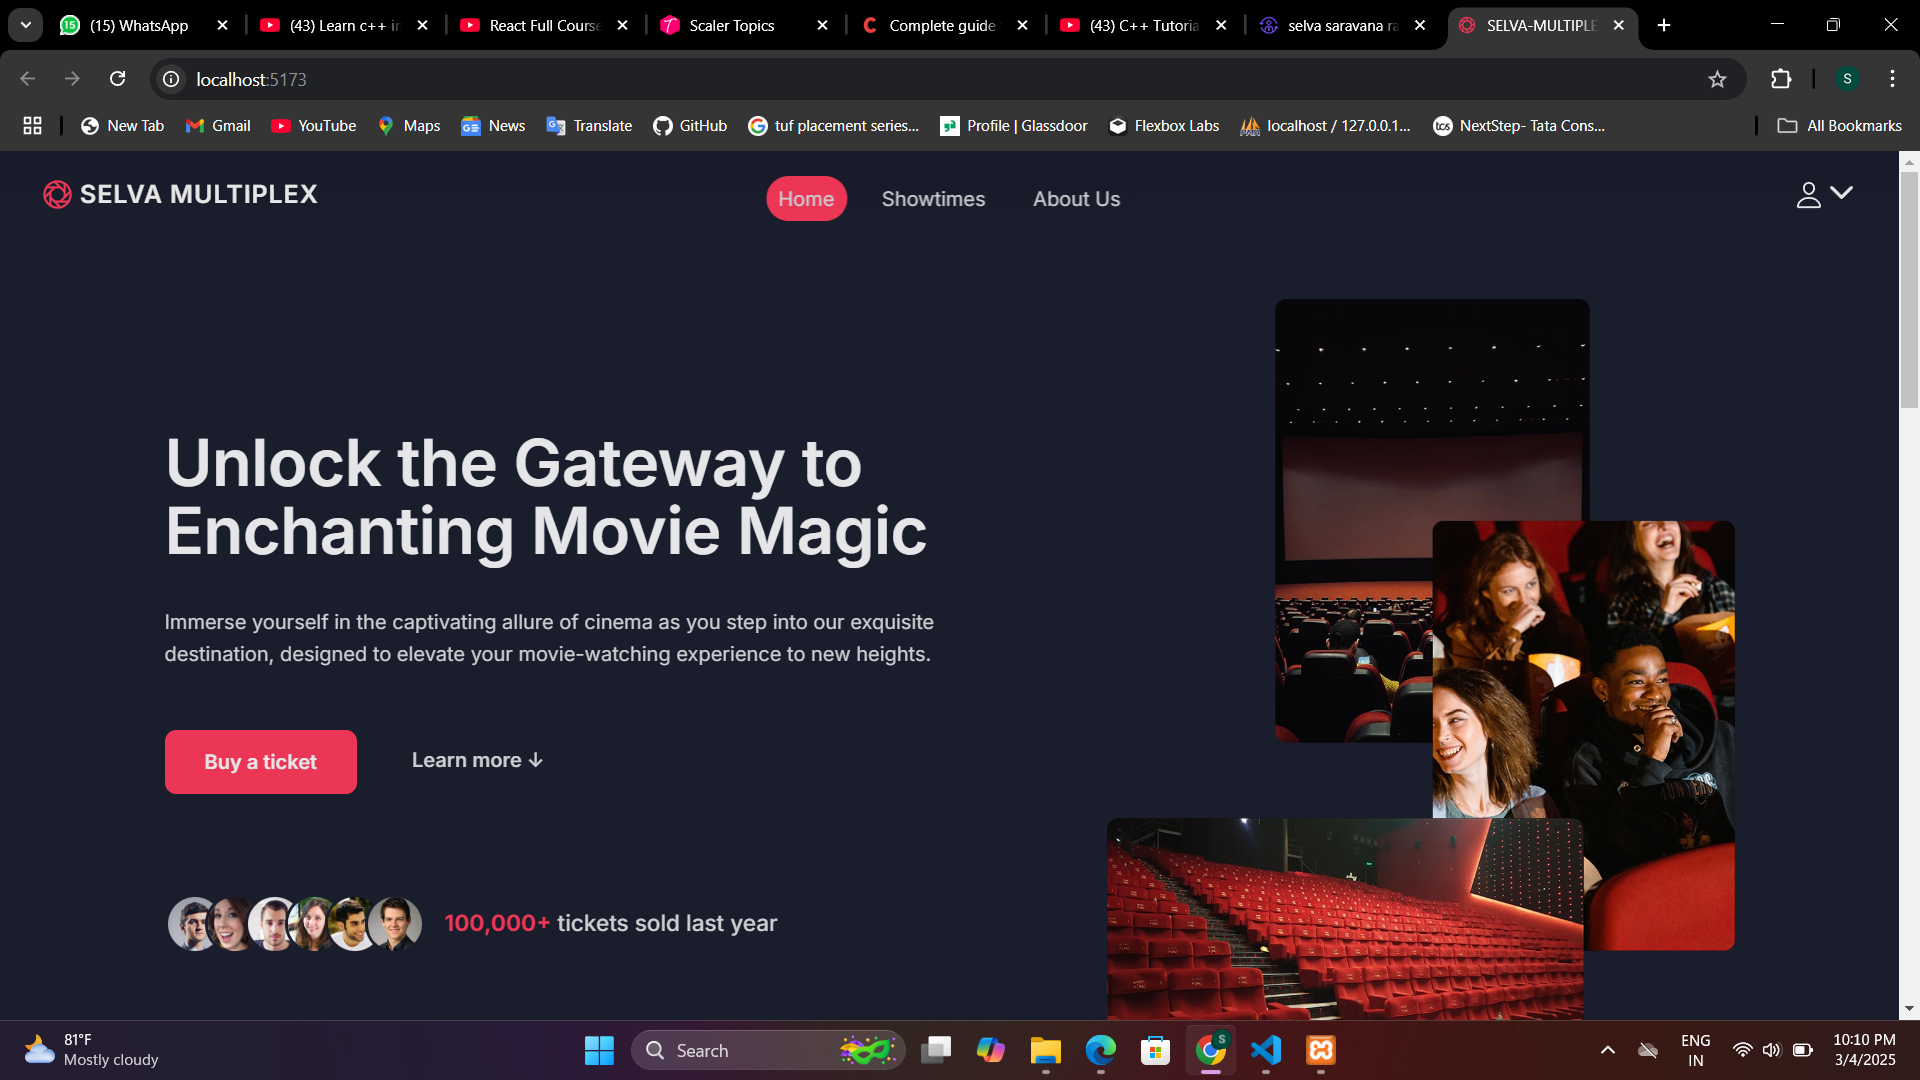 (15) WhatsApp
(43) Learn c++ in
React Full Course
Scaler Topics
Complete guide
(43) C++ Tutoria
selva saravana ra
SELVA-MULTIPLE
localhost:5173
S
New Tab
Gmail
YouTube
Maps
News
Translate
GitHub
tuf placement series...
Profile | Glassdoor
Flexbox Labs
localhost / 127.0.0.1...
NextStep- Tata Cons...
All Bookmarks
SELVA MULTIPLEX
Home
Showtimes
About Us
Unlock the Gateway to
Enchanting Movie Magic
Immerse yourself in the captivating allure of cinema as you step into our exquisite
destination, designed to elevate your movie-watching experience to new heights.
Buy a ticket
Learn more ↓
100,000+ tickets sold last year
81°F
Mostly cloudy
Search
S
ENG
IN
10:10 PM
3/4/2025